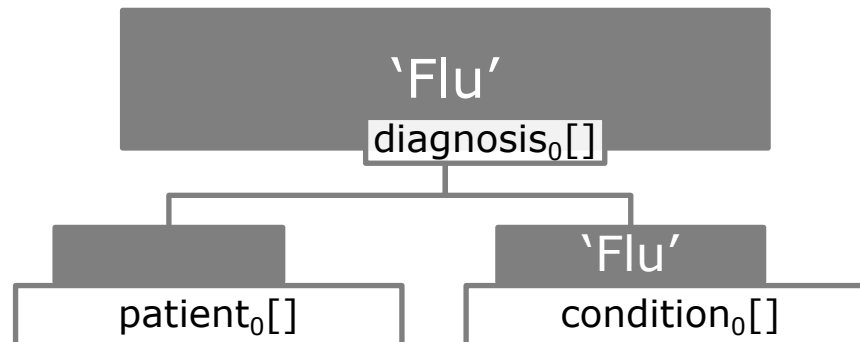 ‘Flu’
diagnosis₀[]
‘Flu’
patient₀[]
condition₀[]